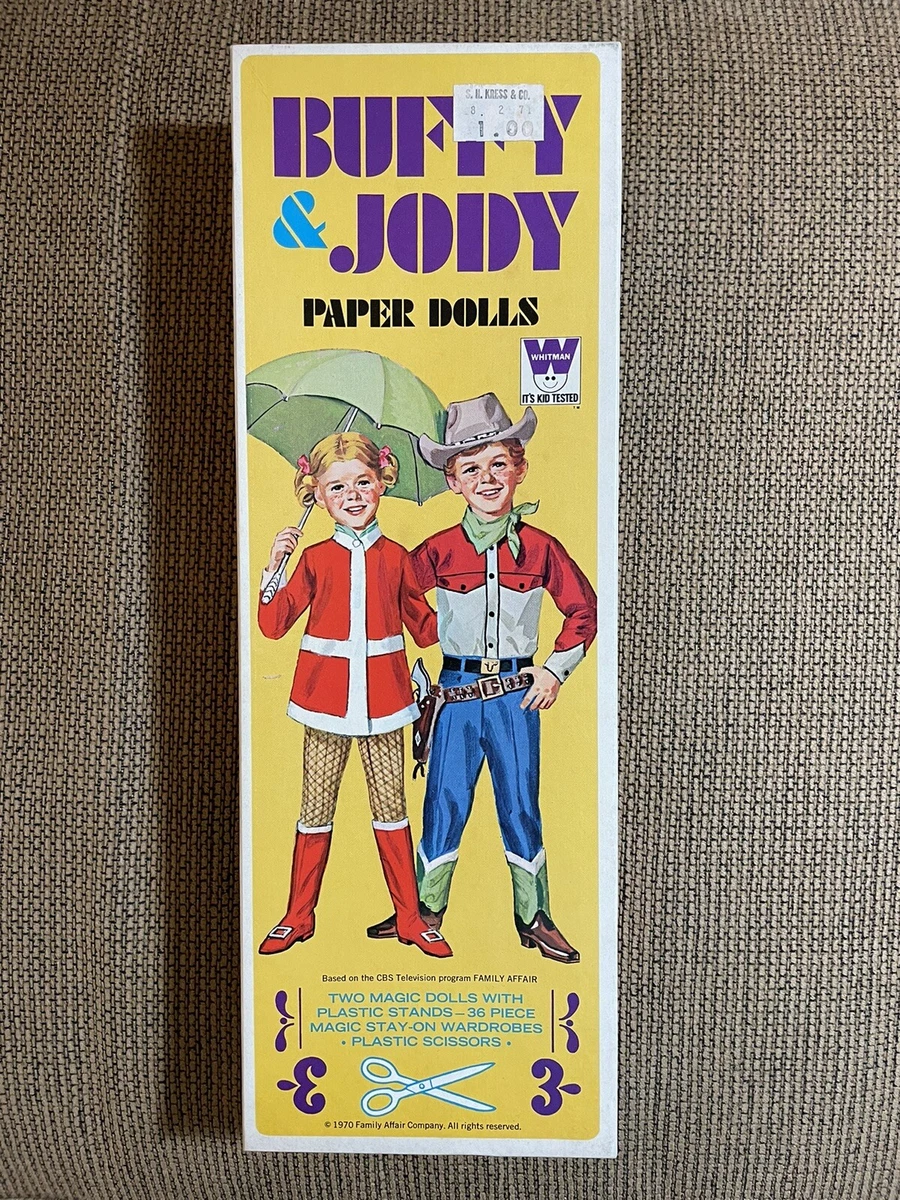 BUFFY
S. H. KRESS & CO.
8 2 71
1.00
& JODY
PAPER DOLLS
W
WHITMAN
IT'S KID TESTED
TM
Based on the CBS Television program FAMILY AFFAIR
TWO MAGIC DOLLS WITH
PLASTIC STANDS—36 PIECE
MAGIC STAY-ON WARDROBES
• PLASTIC SCISSORS •
© 1970 Family Affair Company. All rights reserved.